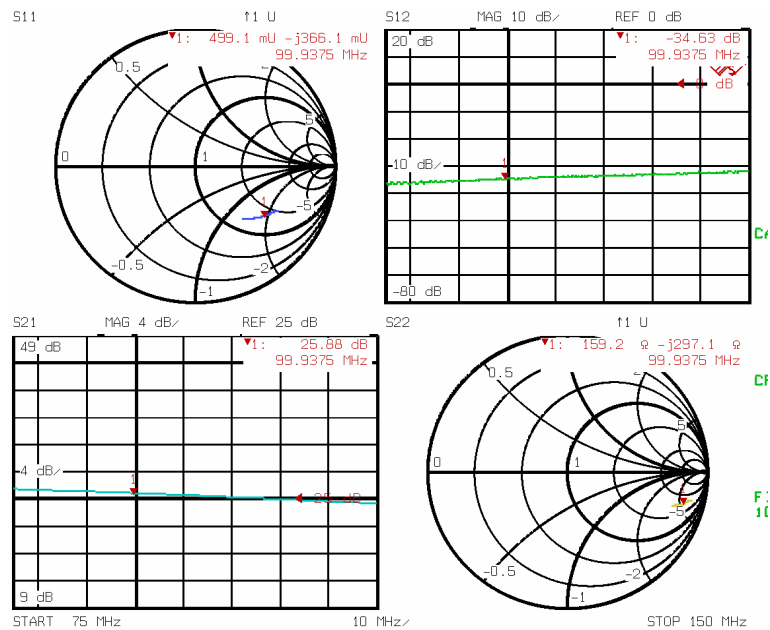 S11 ↑1 U
▼1: 499.1 mU -j366.1 mU
99.9375 MHz
0.5
5
0
1
1
-5
-0.5
-2
-1
S12 MAG 10 dB/ REF 0 dB
20 dB
▼1: -34.63 dB
99.9375 MHz
0 dB
10 dB/
1
-80 dB
CA
S21 MAG 4 dB/ REF 25 dB
49 dB
▼1: 25.88 dB
99.9375 MHz
4 dB/
1
25 dB
9 dB
S22 ↑1 U
▼1: 159.2 Ω -j297.1 Ω
99.9375 MHz
0.5
2
5
0
1
1
-5
-0.5
-2
-1
START 75 MHz 10 MHz/ STOP 150 MHz